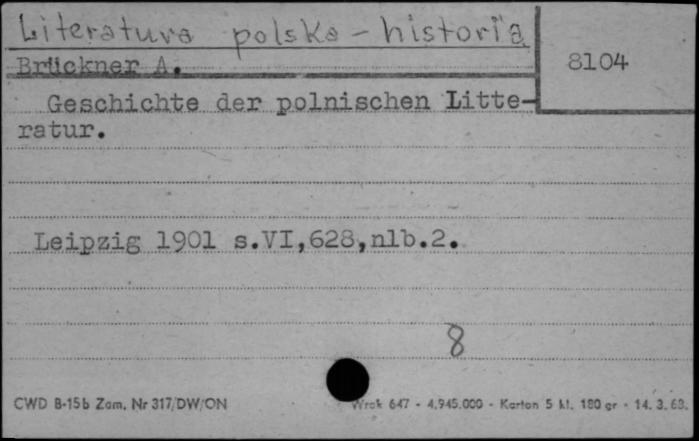 Literatura polska - historia
8104
Brückner A.
Geschichte der polnischen Litte-
ratur.
Leipzig 1901 s.VI,628,nlb.2.
8
CWD B-15b Zam. Nr 317/DW/ON
Wrak 647 - 4.945.000 - Karton 5 kl. 180 gr - 14. 3. 63.